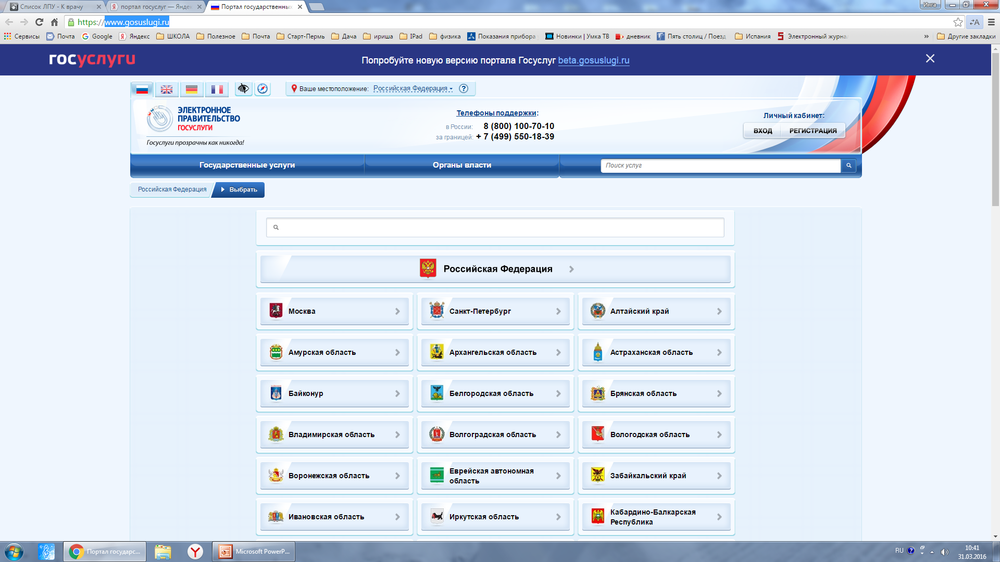 Список ЛПУ - К врачу
портал госуслуг — Яндек
Портал государственных
Инга
https://www.gosuslugi.ru
Сервисы
Почта
Google
Яндекс
ШКОЛА
Полезное
Почта
Старт-Пермь
Дача
ириша
IPad
физика
Показания прибора
Новинки | Умка ТВ
дневник
Пять столиц / Поезд
Испания
Электронный журнал
»
Другие закладки
госуслуги
Попробуйте новую версию портала Госуслуг beta.gosuslugi.ru
Ваше местоположение: Российская Федерация
?
ЭЛЕКТРОННОЕ
ПРАВИТЕЛЬСТВО
ГОСУСЛУГИ
Госуслуги прозрачны как никогда!
Телефоны поддержки:
в России: 8 (800) 100-70-10
за границей: + 7 (499) 550-18-39
Личный кабинет:
ВХОД
РЕГИСТРАЦИЯ
Государственные услуги
Органы власти
Поиск услуг
Российская Федерация
Выбрать
Российская Федерация
Москва
Санкт-Петербург
Алтайский край
Амурская область
Архангельская область
Астраханская область
Байконур
Белгородская область
Брянская область
Владимирская область
Волгоградская область
Вологодская область
Воронежская область
Еврейская автономная
область
Забайкальский край
Ивановская область
Иркутская область
Кабардино-Балкарская
Республика
Портал государс...
Microsoft PowerP...
RU
10:41
31.03.2016